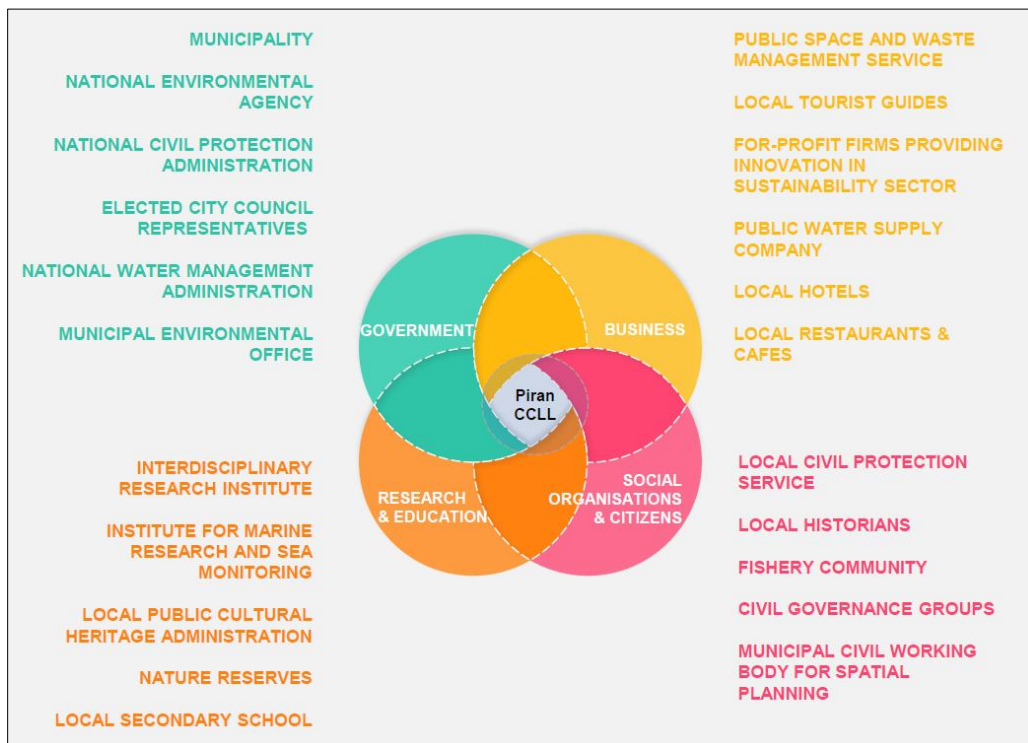 MUNICIPALITY
NATIONAL ENVIRONMENTAL
AGENCY
NATIONAL CIVIL PROTECTION
ADMINISTRATION
ELECTED CITY COUNCIL
REPRESENTATIVES
NATIONAL WATER MANAGEMENT
ADMINISTRATION
MUNICIPAL ENVIRONMENTAL
OFFICE
PUBLIC SPACE AND WASTE
MANAGEMENT SERVICE
LOCAL TOURIST GUIDES
FOR-PROFIT FIRMS PROVIDING
INNOVATION IN
SUSTAINABILITY SECTOR
PUBLIC WATER SUPPLY
COMPANY
LOCAL HOTELS
LOCAL RESTAURANTS &
CAFES
GOVERNMENT
BUSINESS
Piran
CCLL
RESEARCH
& EDUCATION
SOCIAL
ORGANISATIONS
& CITIZENS
INTERDISCIPLINARY
RESEARCH INSTITUTE
INSTITUTE FOR MARINE
RESEARCH AND SEA
MONITORING
LOCAL PUBLIC CULTURAL
HERITAGE ADMINISTRATION
NATURE RESERVES
LOCAL SECONDARY SCHOOL
LOCAL CIVIL PROTECTION
SERVICE
LOCAL HISTORIANS
FISHERY COMMUNITY
CIVIL GOVERNANCE GROUPS
MUNICIPAL CIVIL WORKING
BODY FOR SPATIAL
PLANNING